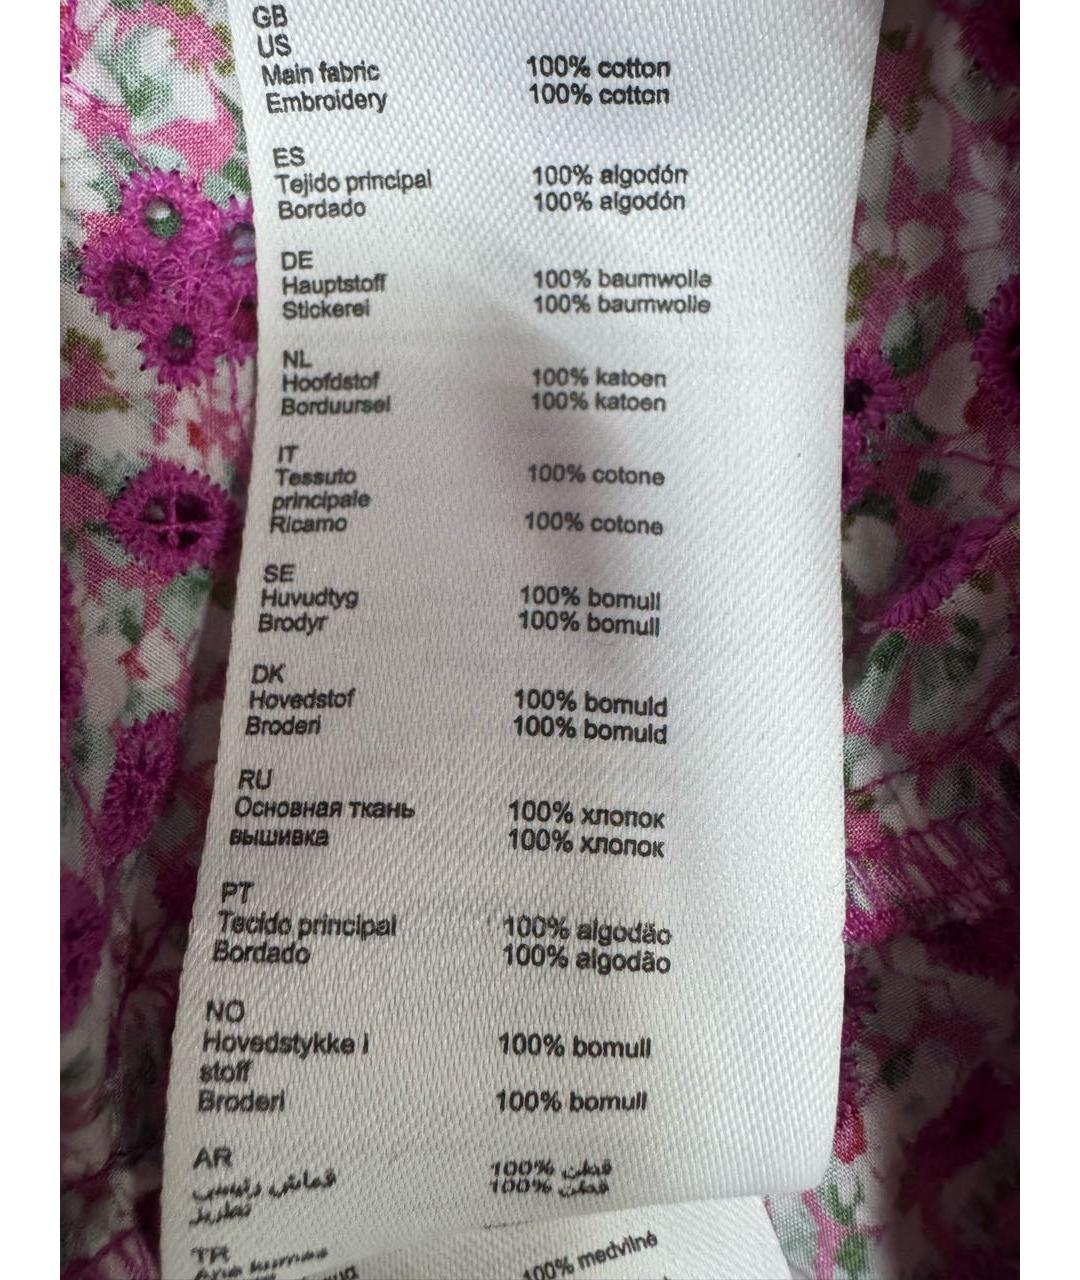 GB
US
Main fabric 100% cotton
Embroidery 100% cotton
ES
Tejido principal 100% algodón
Bordado 100% algodón
DE
Hauptstoff 100% baumwolle
Stickerei 100% baumwolle
NL
Hoofdstof 100% katoen
Borduursel 100% katoen
IT
Tessuto 100% cotone
principale
Ricamo 100% cotone
SE
Huvudtyg 100% bomull
Brodyr 100% bomull
DK
Hovedstof 100% bomuld
Broderi 100% bomuld
RU
Основная ткань 100% хлопок
вышивка 100% хлопок
PT
Tecido principal 100% algodão
Bordado 100% algodão
NO
Hovedstykke i 100% bomull
stoff
Broderi 100% bomull
AR
قماش رئيسي 100% قطن
تطريز 100% قطن
TR
100% medvilnė